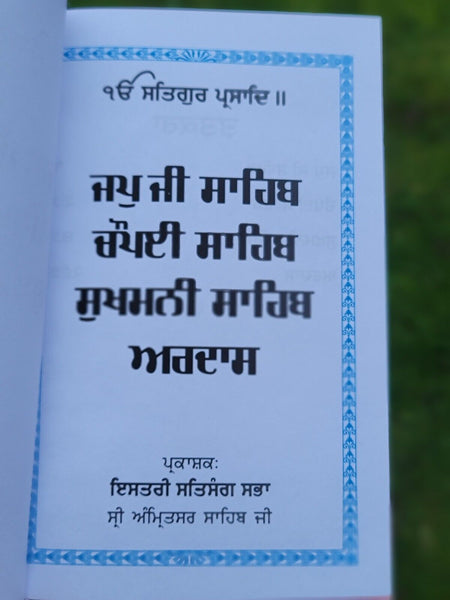 ੴ ਸਤਿਗੁਰ ਪ੍ਰਸਾਦਿ ॥
ਜਪੁ ਜੀ ਸਾਹਿਬ
ਚੌਪਈ ਸਾਹਿਬ
ਸੁਖਮਨੀ ਸਾਹਿਬ
ਅਰਦਾਸ
ਪ੍ਰਕਾਸ਼ਕ:
ਇਸਤਰੀ ਸਤਿਸੰਗ ਸਭਾ
ਸ੍ਰੀ ਅੰਮ੍ਰਿਤਸਰ ਸਾਹਿਬ ਜੀ